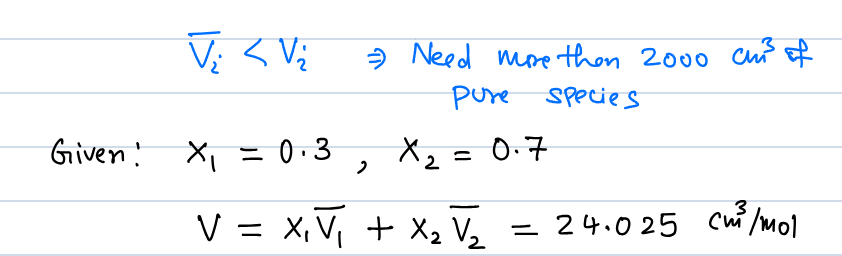 V̅ᵢ < Vᵢ ⇒ Need more than 2000 cm³ of
pure species
Given: x₁ = 0.3, x₂ = 0.7
V = x₁V̅₁ + x₂V̅₂ = 24.025 cm³/mol